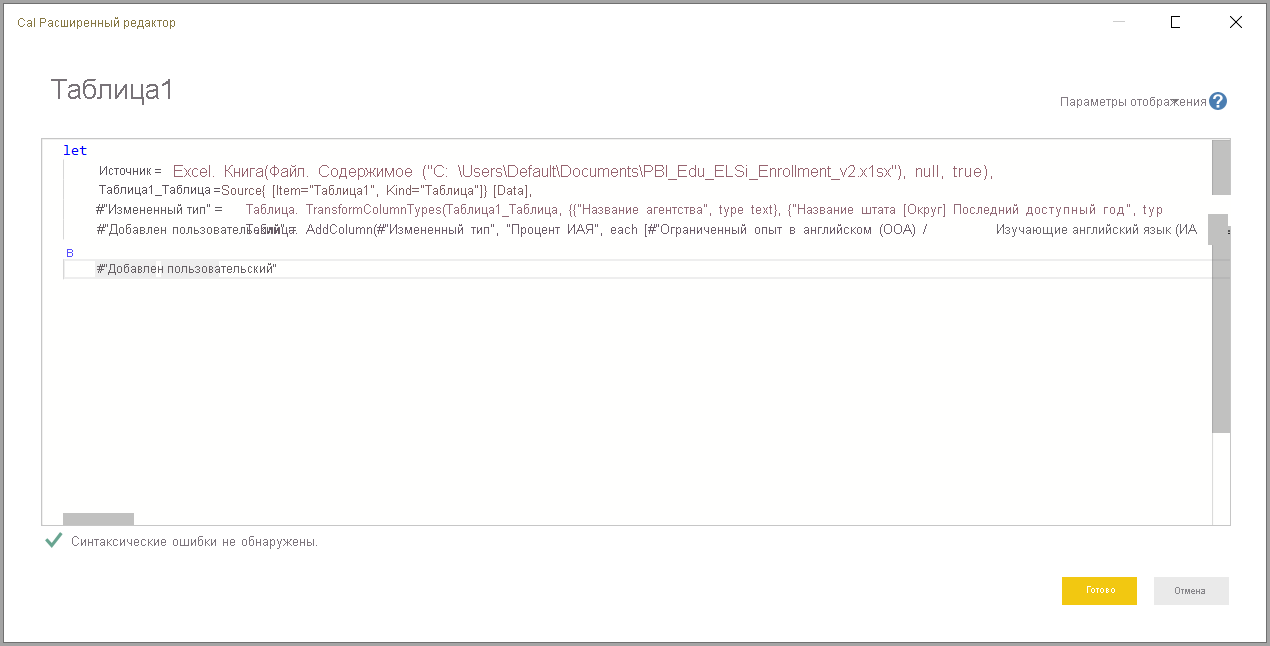 Cal Расширенный редактор
Таблица1
Параметры отображения ?
let
Источник = Excel. Книга(Файл. Содержимое ("C: \Users\Default\Documents\PBI_Edu_ELSi_Enrollment_v2.x1sx"), null, true),
Таблица1_Таблица =Source{ [Item="Таблица1", Kind="Таблица"]} [Data],
#"Измененный тип" = Таблица. TransformColumnTypes(Таблица1_Таблица, {{"Название агентства", type text}, {"Название штата [Округ] Последний доступный год", typ
#"Добавлен пользовательский" = Таблица. AddColumn(#"Измененный тип", "Процент ИАЯ", each [#"Ограниченный опыт в английском (ООА) / Изучающие английский язык (ИА
В
#"Добавлен пользовательский"
Синтаксические ошибки не обнаружены.
Готово
Отмена